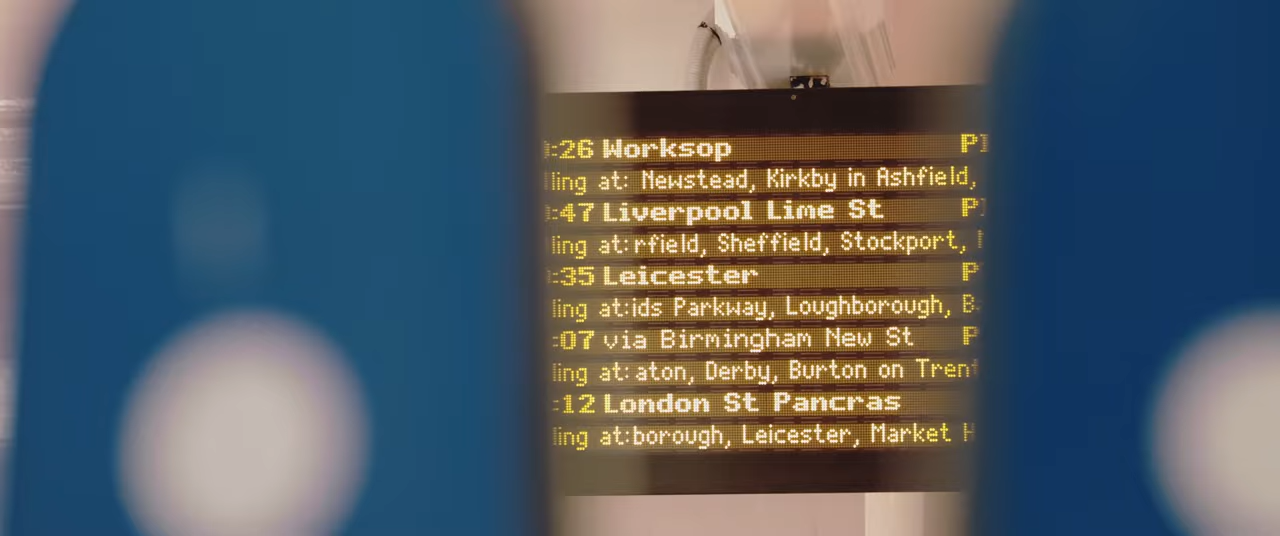 :26 Worksop P
ling at: Newstead, Kirkby in Ashfield,
:47 Liverpool Lime St P
ling at:rfield, Sheffield, Stockport,
:35 Leicester P
ling at:ids Parkway, Loughborough, B
:07 via Birmingham New St P
ling at:aton, Derby, Burton on Trent
:12 London St Pancras
ling at:borough, Leicester, Market H